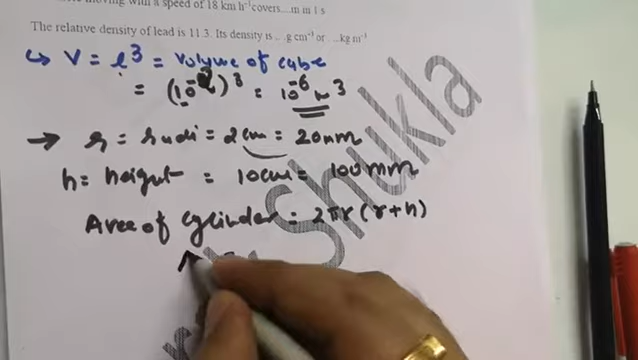 moving with a speed of 18 km h⁻¹ covers....m in 1 s
The relative density of lead is 11.3. Its density is ....g cm⁻³ or ....kg m⁻³
↳ V = l³ = Volume of cube
= (10⁻²)³ = 10⁻⁶ m³
→ r = radi = 2cm = 20mm
h = height = 10cm = 100mm
Area of cylinder = 2πr(r+h)
Shukla